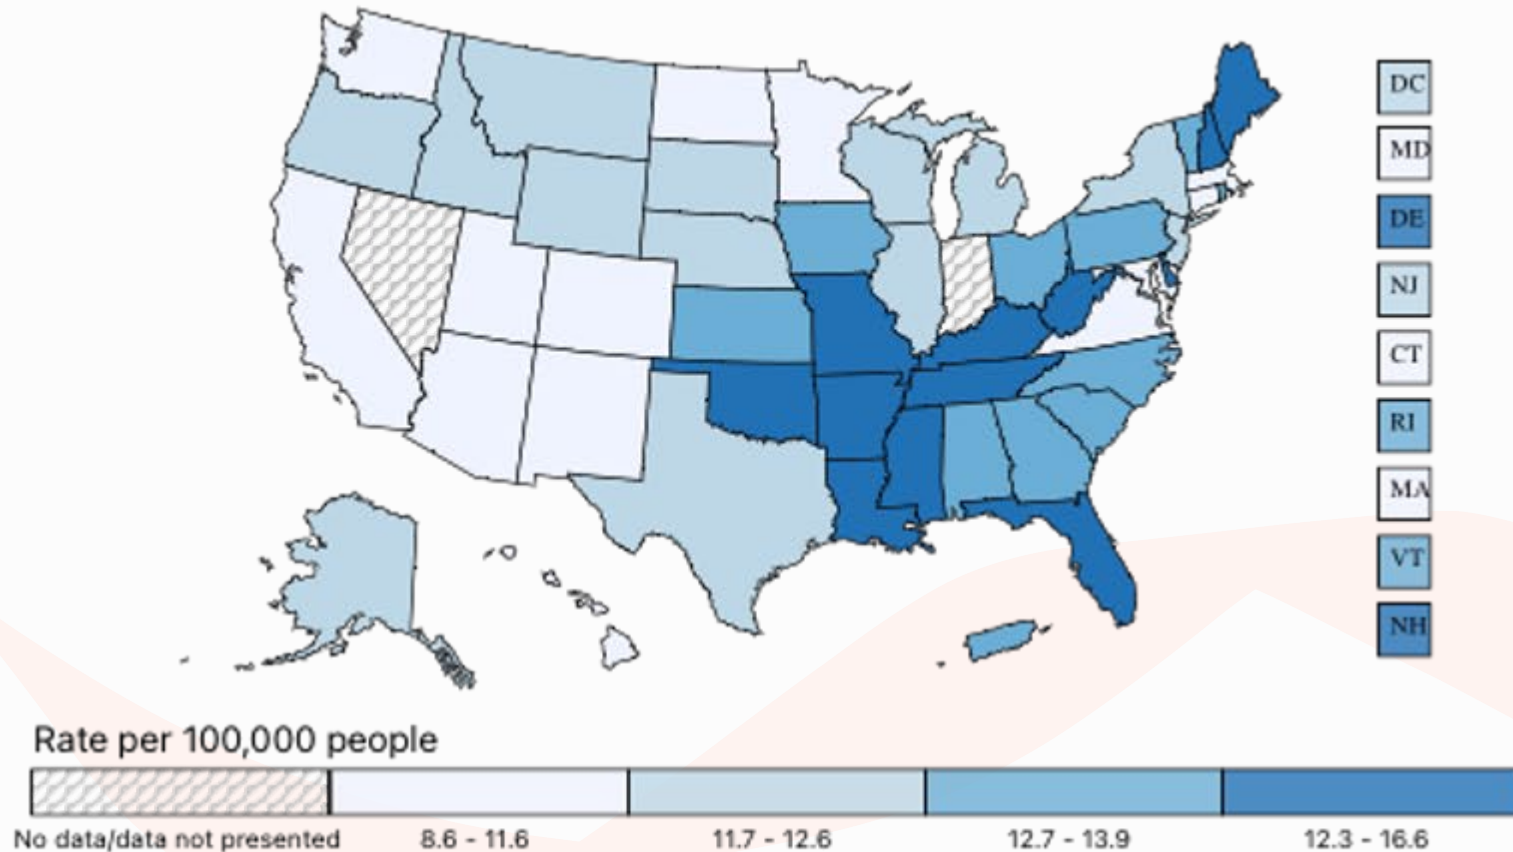 DC
MD
DE
NJ
CT
RI
MA
VT
NH
Rate per 100,000 people
No data/data not presented
8.6 - 11.6
11.7 - 12.6
12.7 - 13.9
12.3 - 16.6